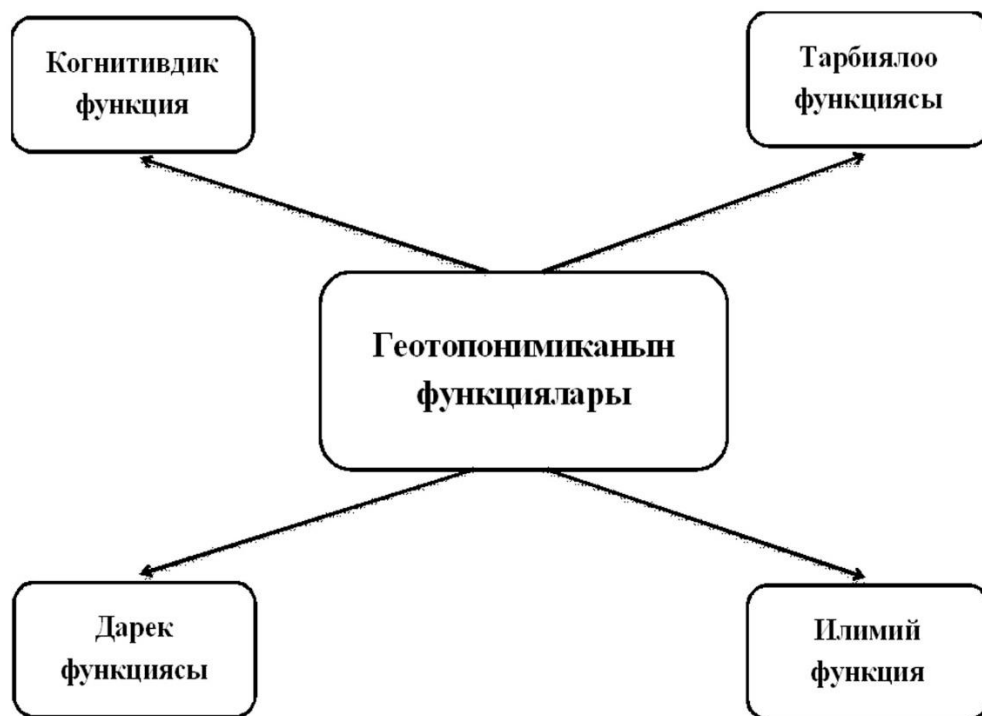 Когнитивдик
функция
Тарбиялоо
функциясы
Геотопонимиканын
функциялары
Дарек
функциясы
Илимий
функция